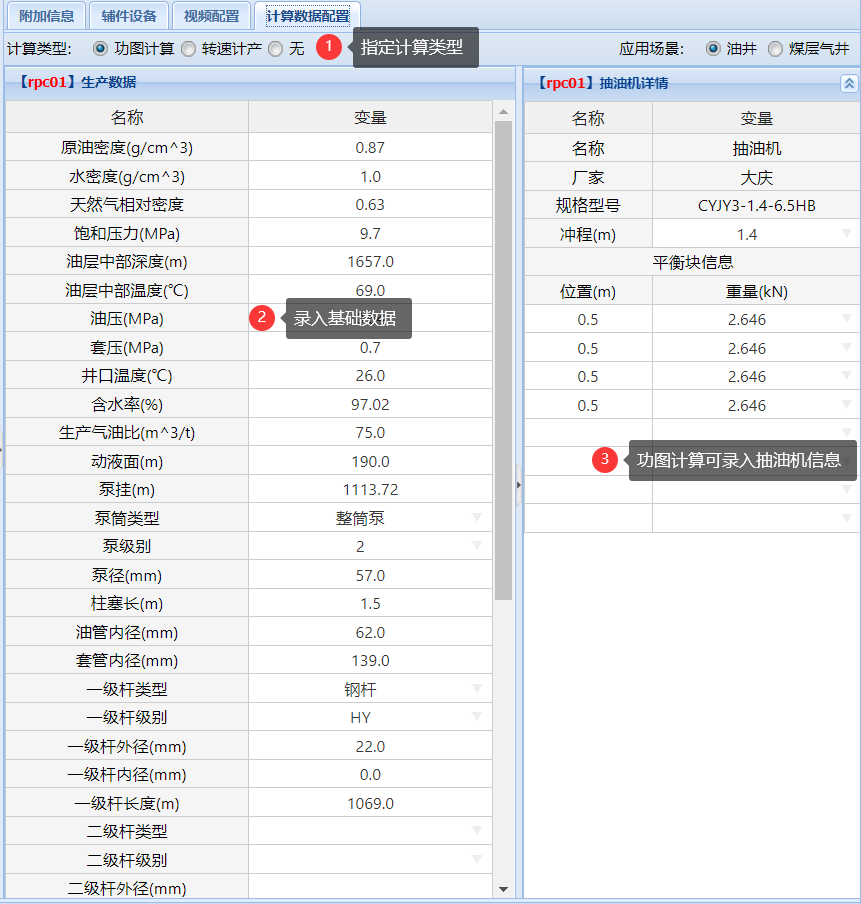 附加信息 辅件设备 视频配置 计算数据配置
计算类型: 功图计算 转速计产 无 1 指定计算类型 应用场景: 油井 煤层气井
【rpc01】生产数据
名称 变量
原油密度(g/cm^3) 0.87
水密度(g/cm^3) 1.0
天然气相对密度 0.63
饱和压力(MPa) 9.7
油层中部深度(m) 1657.0
油层中部温度(℃) 69.0
油压(MPa) 2 录入基础数据
套压(MPa) 0.7
井口温度(℃) 26.0
含水率(%) 97.02
生产气油比(m^3/t) 75.0
动液面(m) 190.0
泵挂(m) 1113.72
泵筒类型 整筒泵
泵级别 2
泵径(mm) 57.0
柱塞长(m) 1.5
油管内径(mm) 62.0
套管内径(mm) 139.0
一级杆类型 钢杆
一级杆级别 HY
一级杆外径(mm) 22.0
一级杆内径(mm) 0.0
一级杆长度(m) 1069.0
二级杆类型
二级杆级别
二级杆外径(mm)
【rpc01】抽油机详情
名称 变量
名称 抽油机
厂家 大庆
规格型号 CYJY3-1.4-6.5HB
冲程(m) 1.4
平衡块信息
位置(m) 重量(kN)
0.5 2.646
0.5 2.646
0.5 2.646
0.5 2.646
3 功图计算可录入抽油机信息